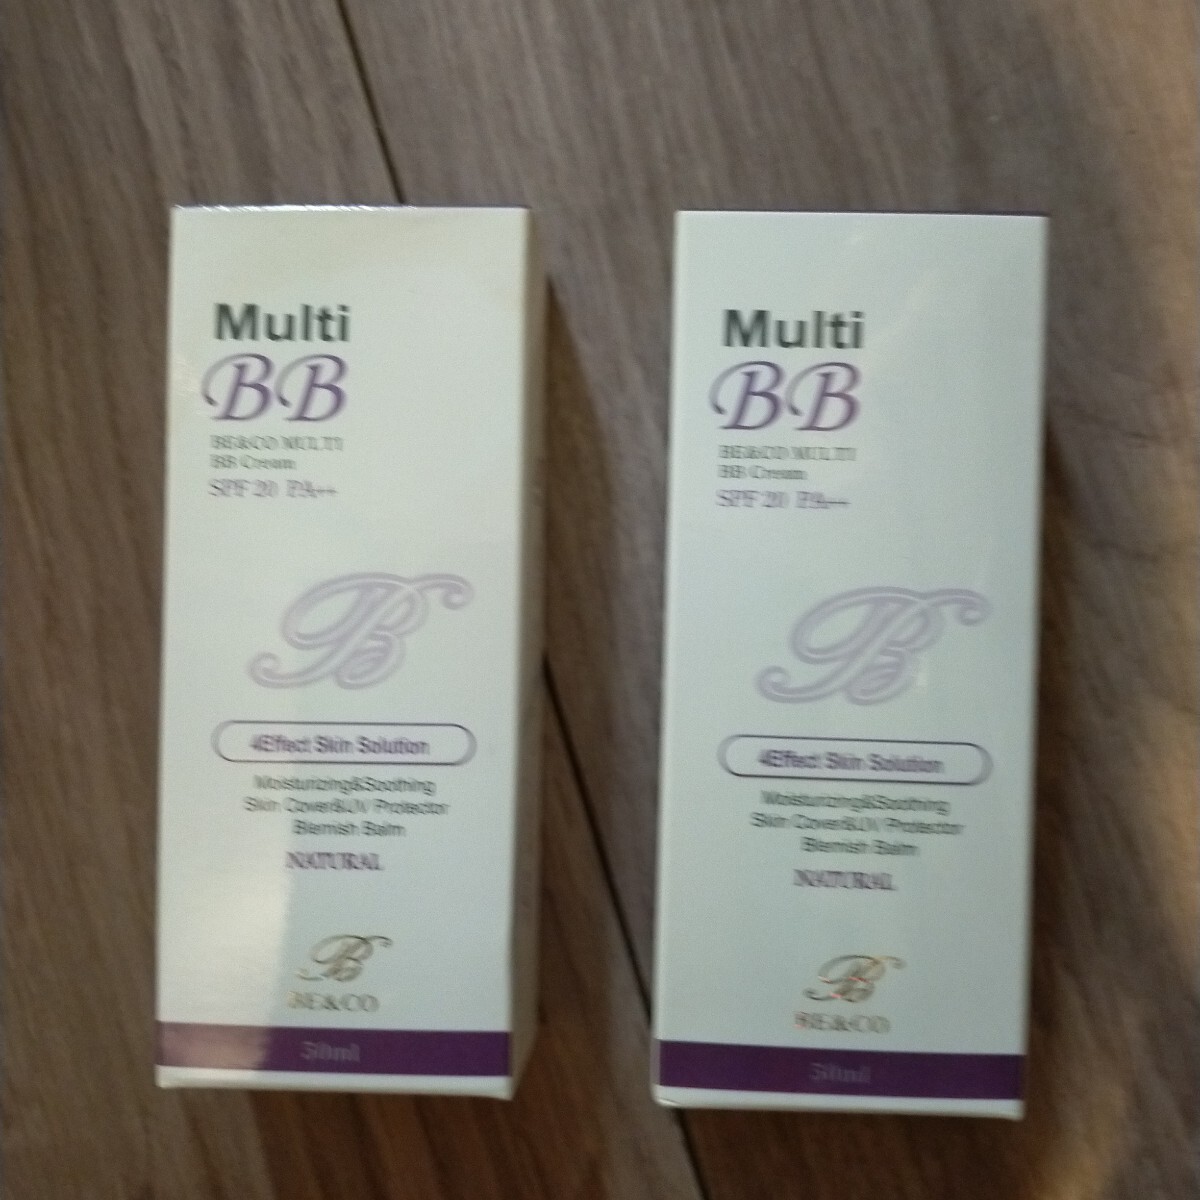 Multi
BB
BE&CO MULTI
BB Cream
SPF 20 PA++
B
4Effect Skin Solution
Moisturizing&Soothing
Skin Cover&UV Protector
Blemish Balm
NATURAL
B
BE&CO
50ml
Multi
BB
BE&CO MULTI
BB Cream
SPF 20 PA++
B
4Effect Skin Solution
Moisturizing&Soothing
Skin Cover&UV Protector
Blemish Balm
NATURAL
B
BE&CO
50ml